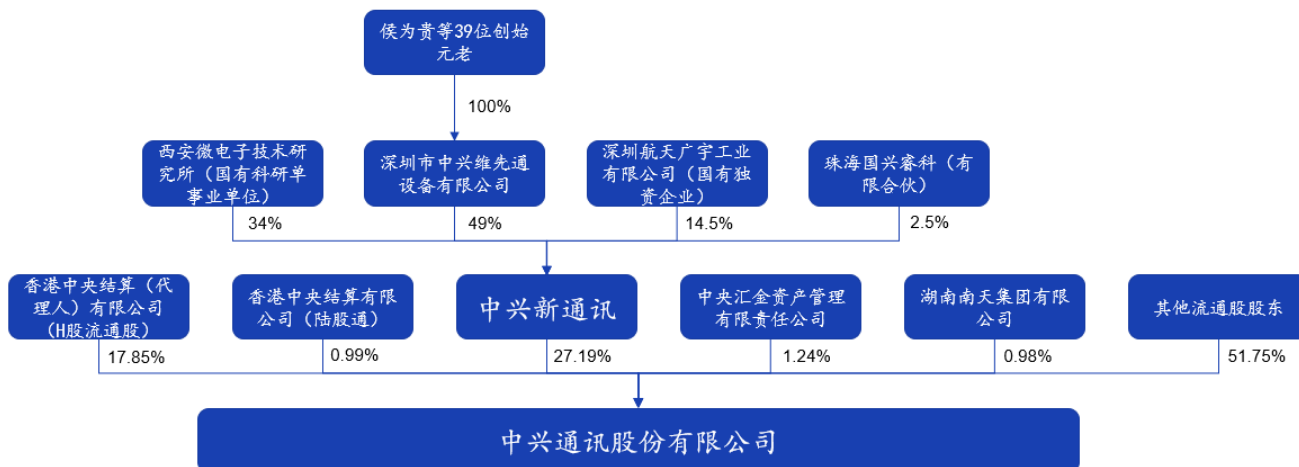 侯为贵等39位创始
元老
100%
西安微电子技术研
究所（国有科研单
事业单位）
深圳市中兴维先通
设备有限公司
深圳航天广宇工业
有限公司（国有独
资企业）
珠海国兴睿科（有
限合伙）
34%
49%
14.5%
2.5%
香港中央结算（代
理人）有限公司
（H股流通股）
香港中央结算有限
公司（陆股通）
中兴新通讯
中央汇金资产管理
有限责任公司
湖南南天集团有限
公司
其他流通股股东
17.85%
0.99%
27.19%
1.24%
0.98%
51.75%
中兴通讯股份有限公司